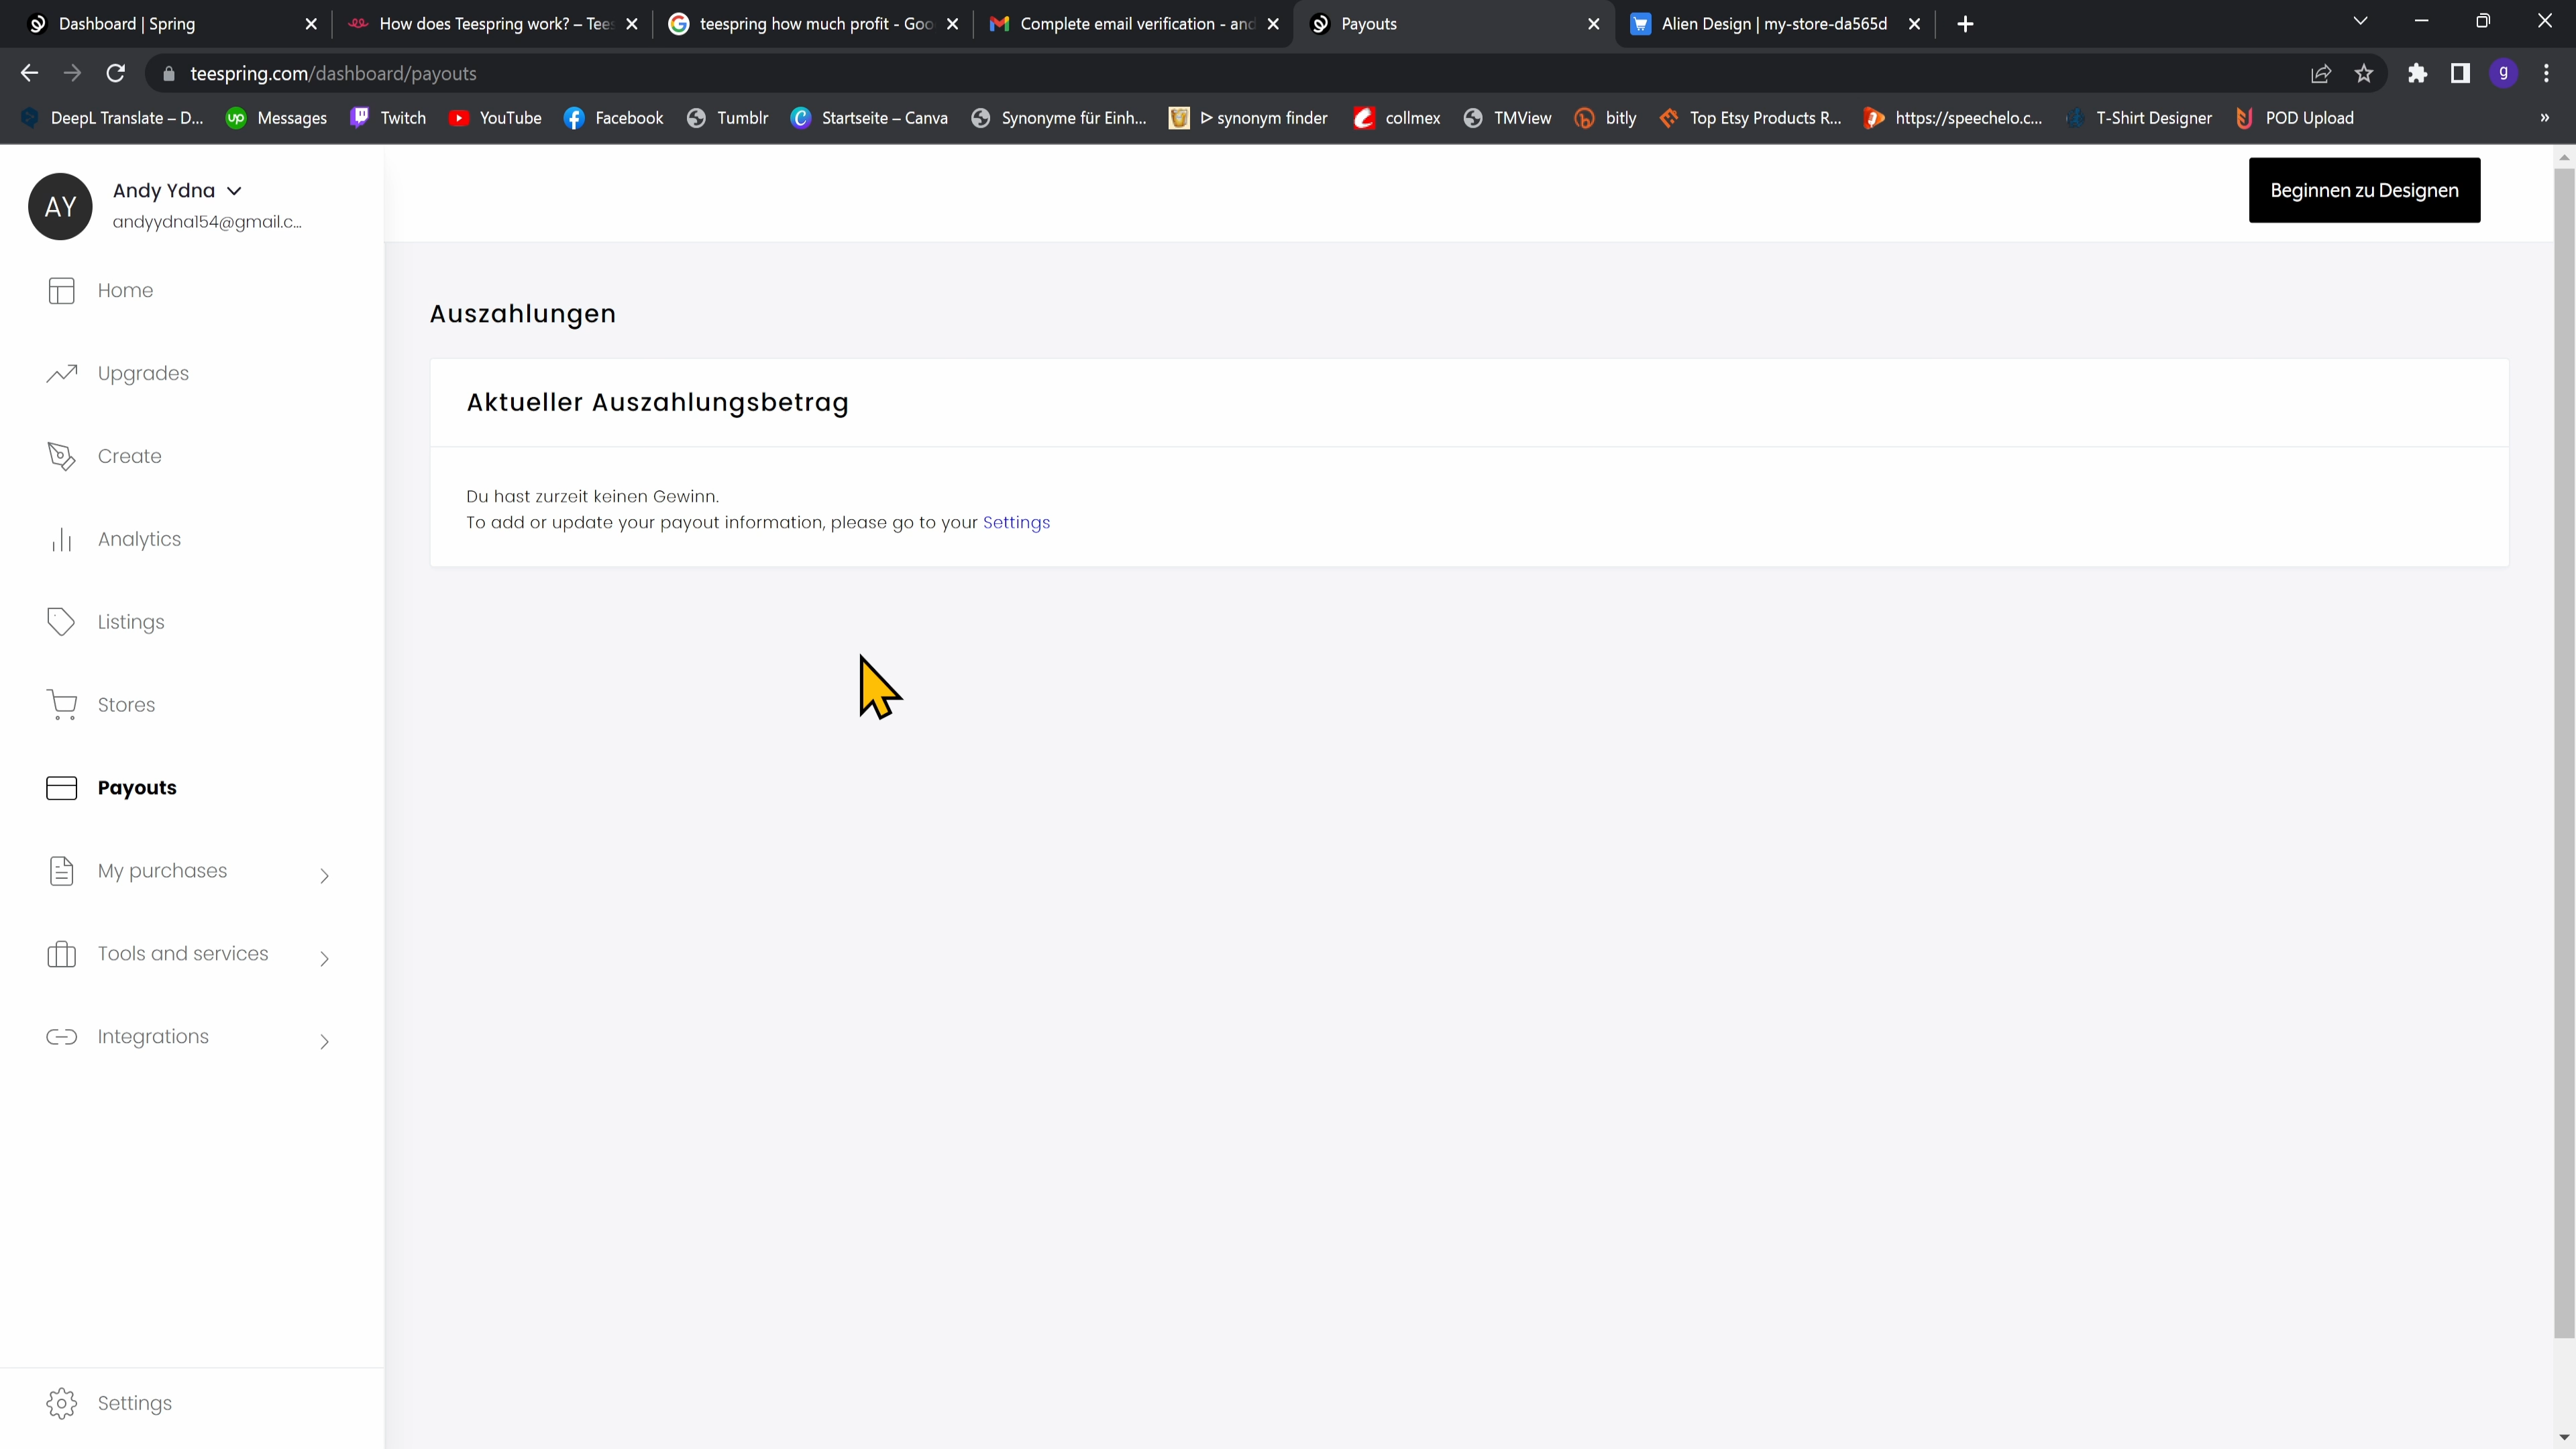 Dashboard | Spring
How does Teespring work? – Tees
teespring how much profit - Goo
Complete email verification - and
Payouts
Alien Design | my-store-da565d
teespring.com/dashboard/payouts
g
DeepL Translate – D...
up Messages
Twitch
YouTube
Facebook
Tumblr
Startseite – Canva
Synonyme für Einh...
ᐅ synonym finder
collmex
TMView
bitly
Top Etsy Products R...
https://speechelo.c...
T-Shirt Designer
POD Upload
»
AY
Andy Ydna
andyydna154@gmail.c...
Beginnen zu Designen
Home
Upgrades
Create
Analytics
Listings
Stores
Payouts
My purchases
Tools and services
Integrations
Settings
Auszahlungen
Aktueller Auszahlungsbetrag
Du hast zurzeit keinen Gewinn.
To add or update your payout information, please go to your Settings